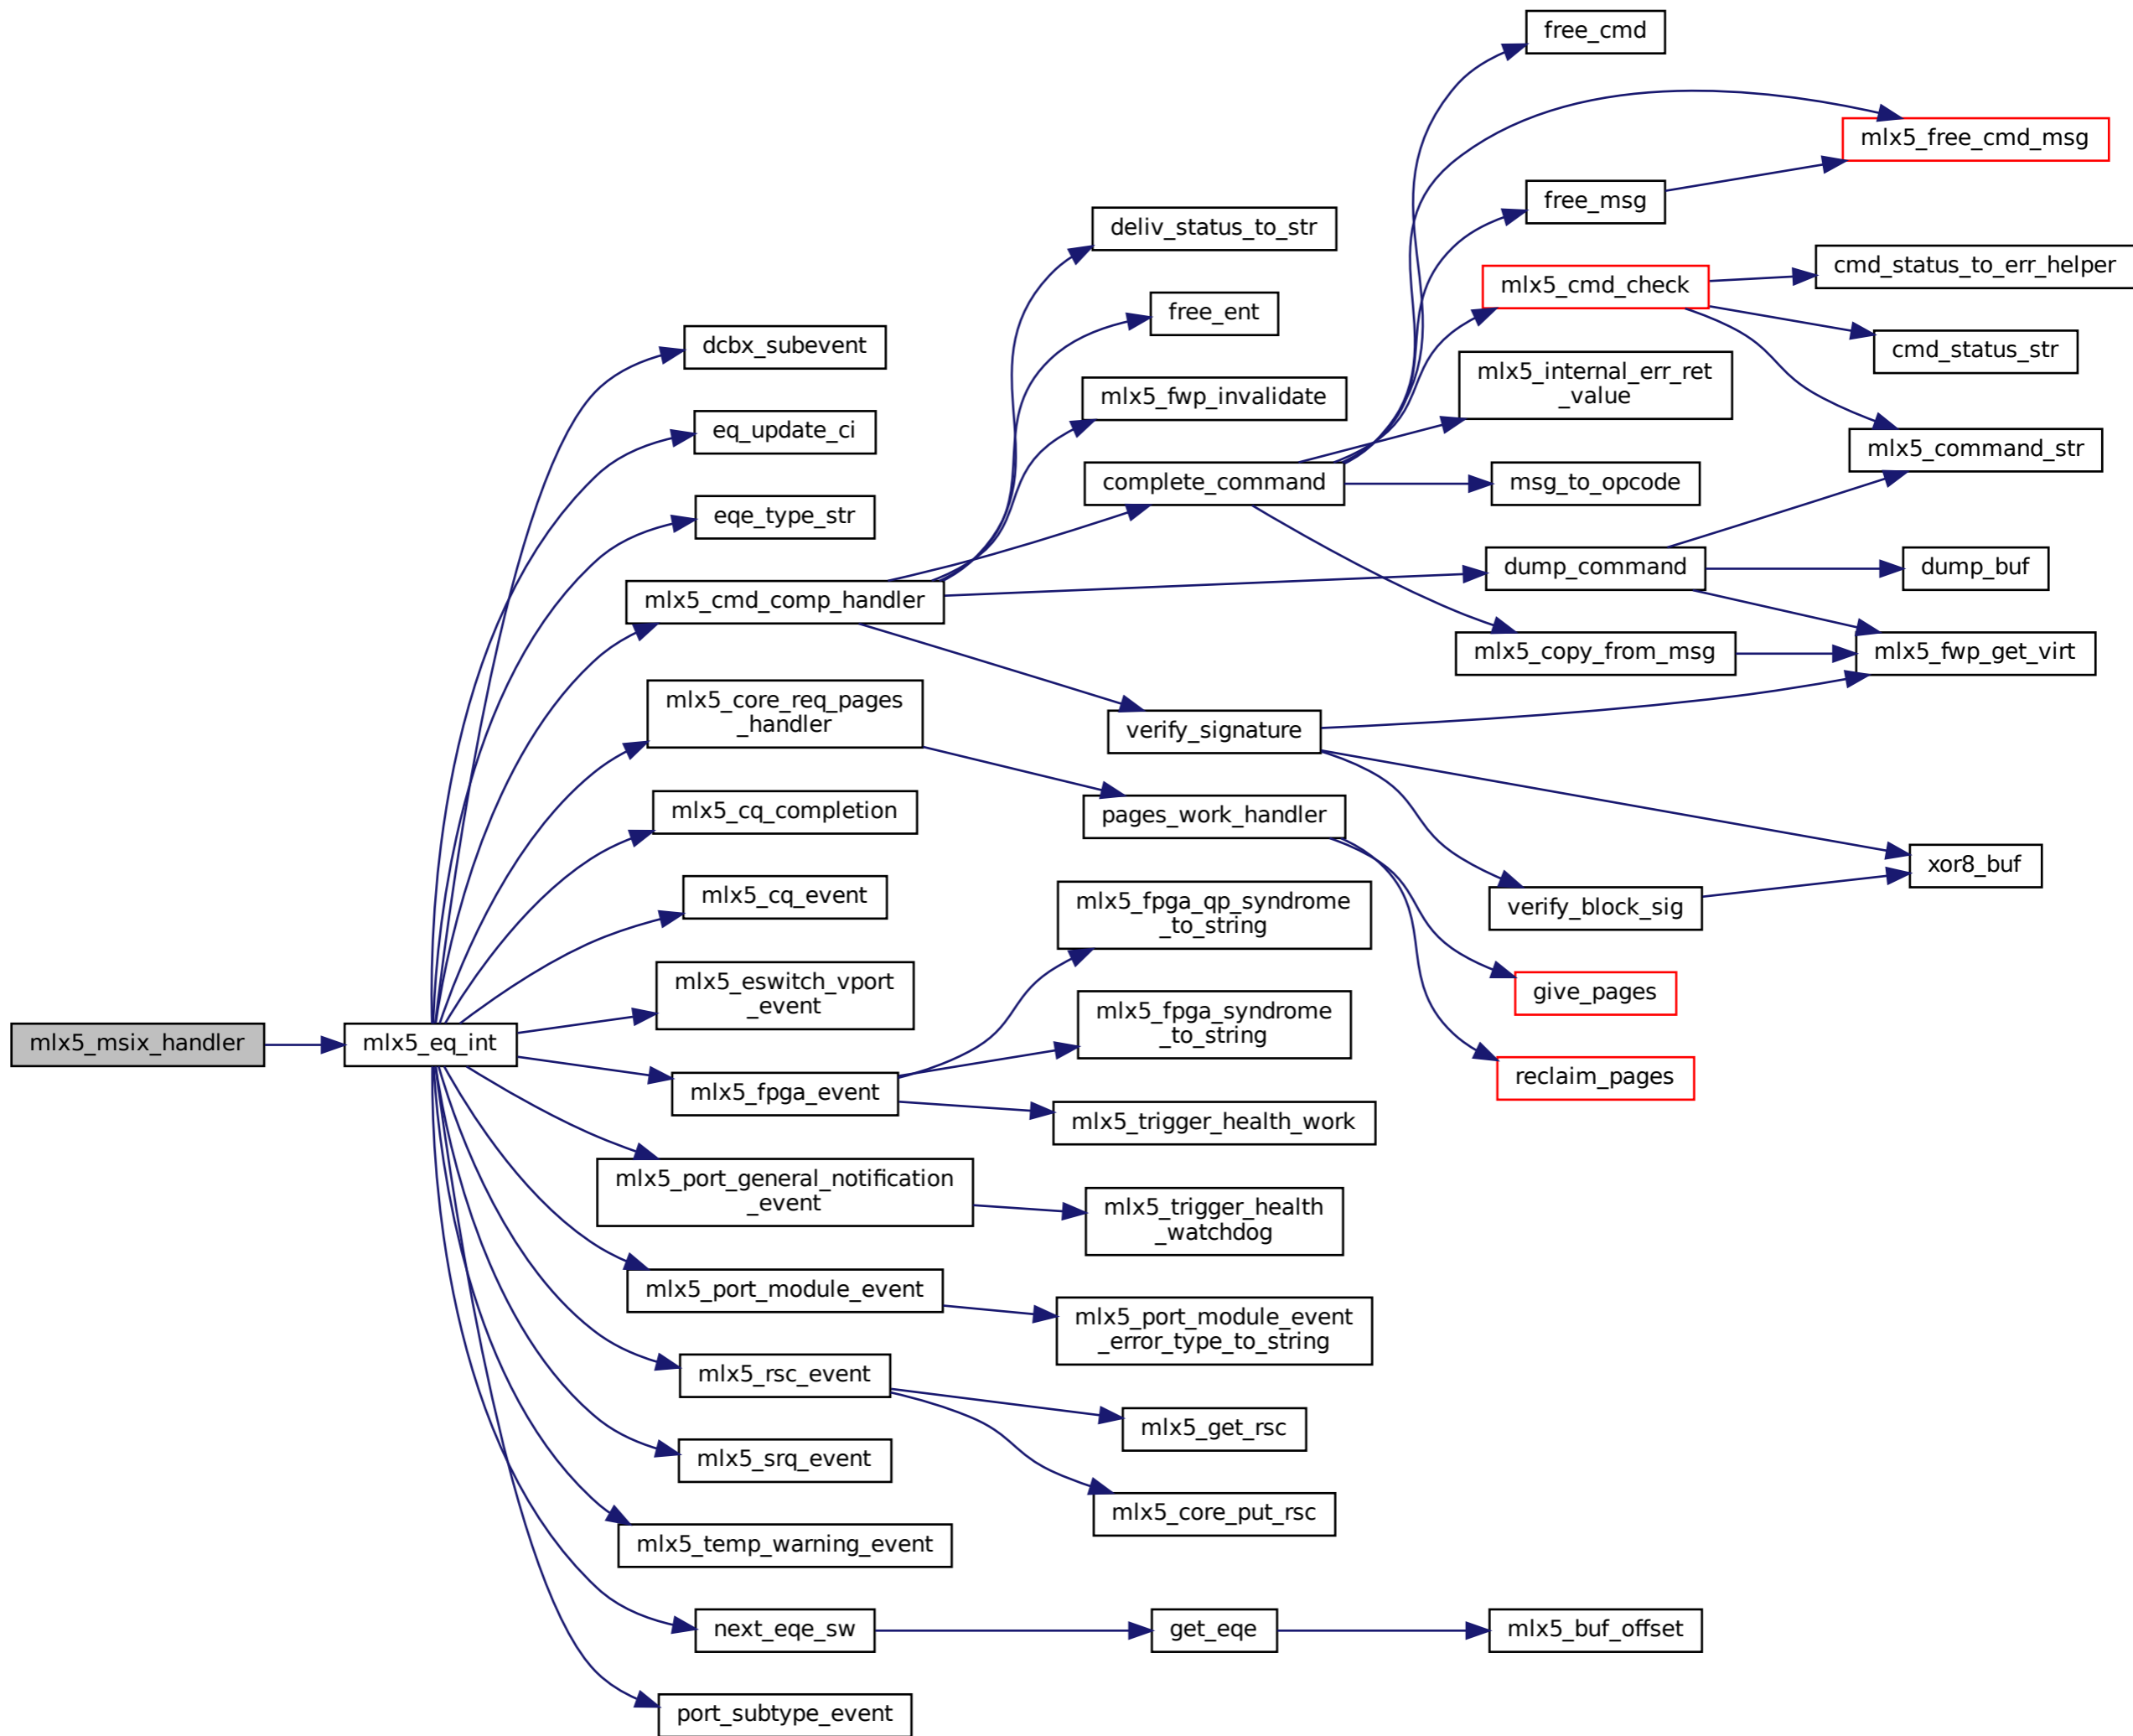 free_cmd
mlx5_free_cmd_msg
free_msg
deliv_status_to_str
cmd_status_to_err_helper
mlx5_cmd_check
free_ent
dcbx_subevent
cmd_status_str
mlx5_internal_err_ret
_value
mlx5_fwp_invalidate
eq_update_ci
mlx5_command_str
complete_command
msg_to_opcode
eqe_type_str
dump_command
dump_buf
mlx5_cmd_comp_handler
mlx5_copy_from_msg
mlx5_fwp_get_virt
mlx5_core_req_pages
_handler
verify_signature
mlx5_cq_completion
pages_work_handler
xor8_buf
mlx5_cq_event
verify_block_sig
mlx5_fpga_qp_syndrome
_to_string
mlx5_eswitch_vport
_event
give_pages
mlx5_fpga_syndrome
_to_string
mlx5_msix_handler
mlx5_eq_int
reclaim_pages
mlx5_fpga_event
mlx5_trigger_health_work
mlx5_port_general_notification
_event
mlx5_trigger_health
_watchdog
mlx5_port_module_event
mlx5_port_module_event
_error_type_to_string
mlx5_rsc_event
mlx5_get_rsc
mlx5_srq_event
mlx5_core_put_rsc
mlx5_temp_warning_event
next_eqe_sw
get_eqe
mlx5_buf_offset
port_subtype_event